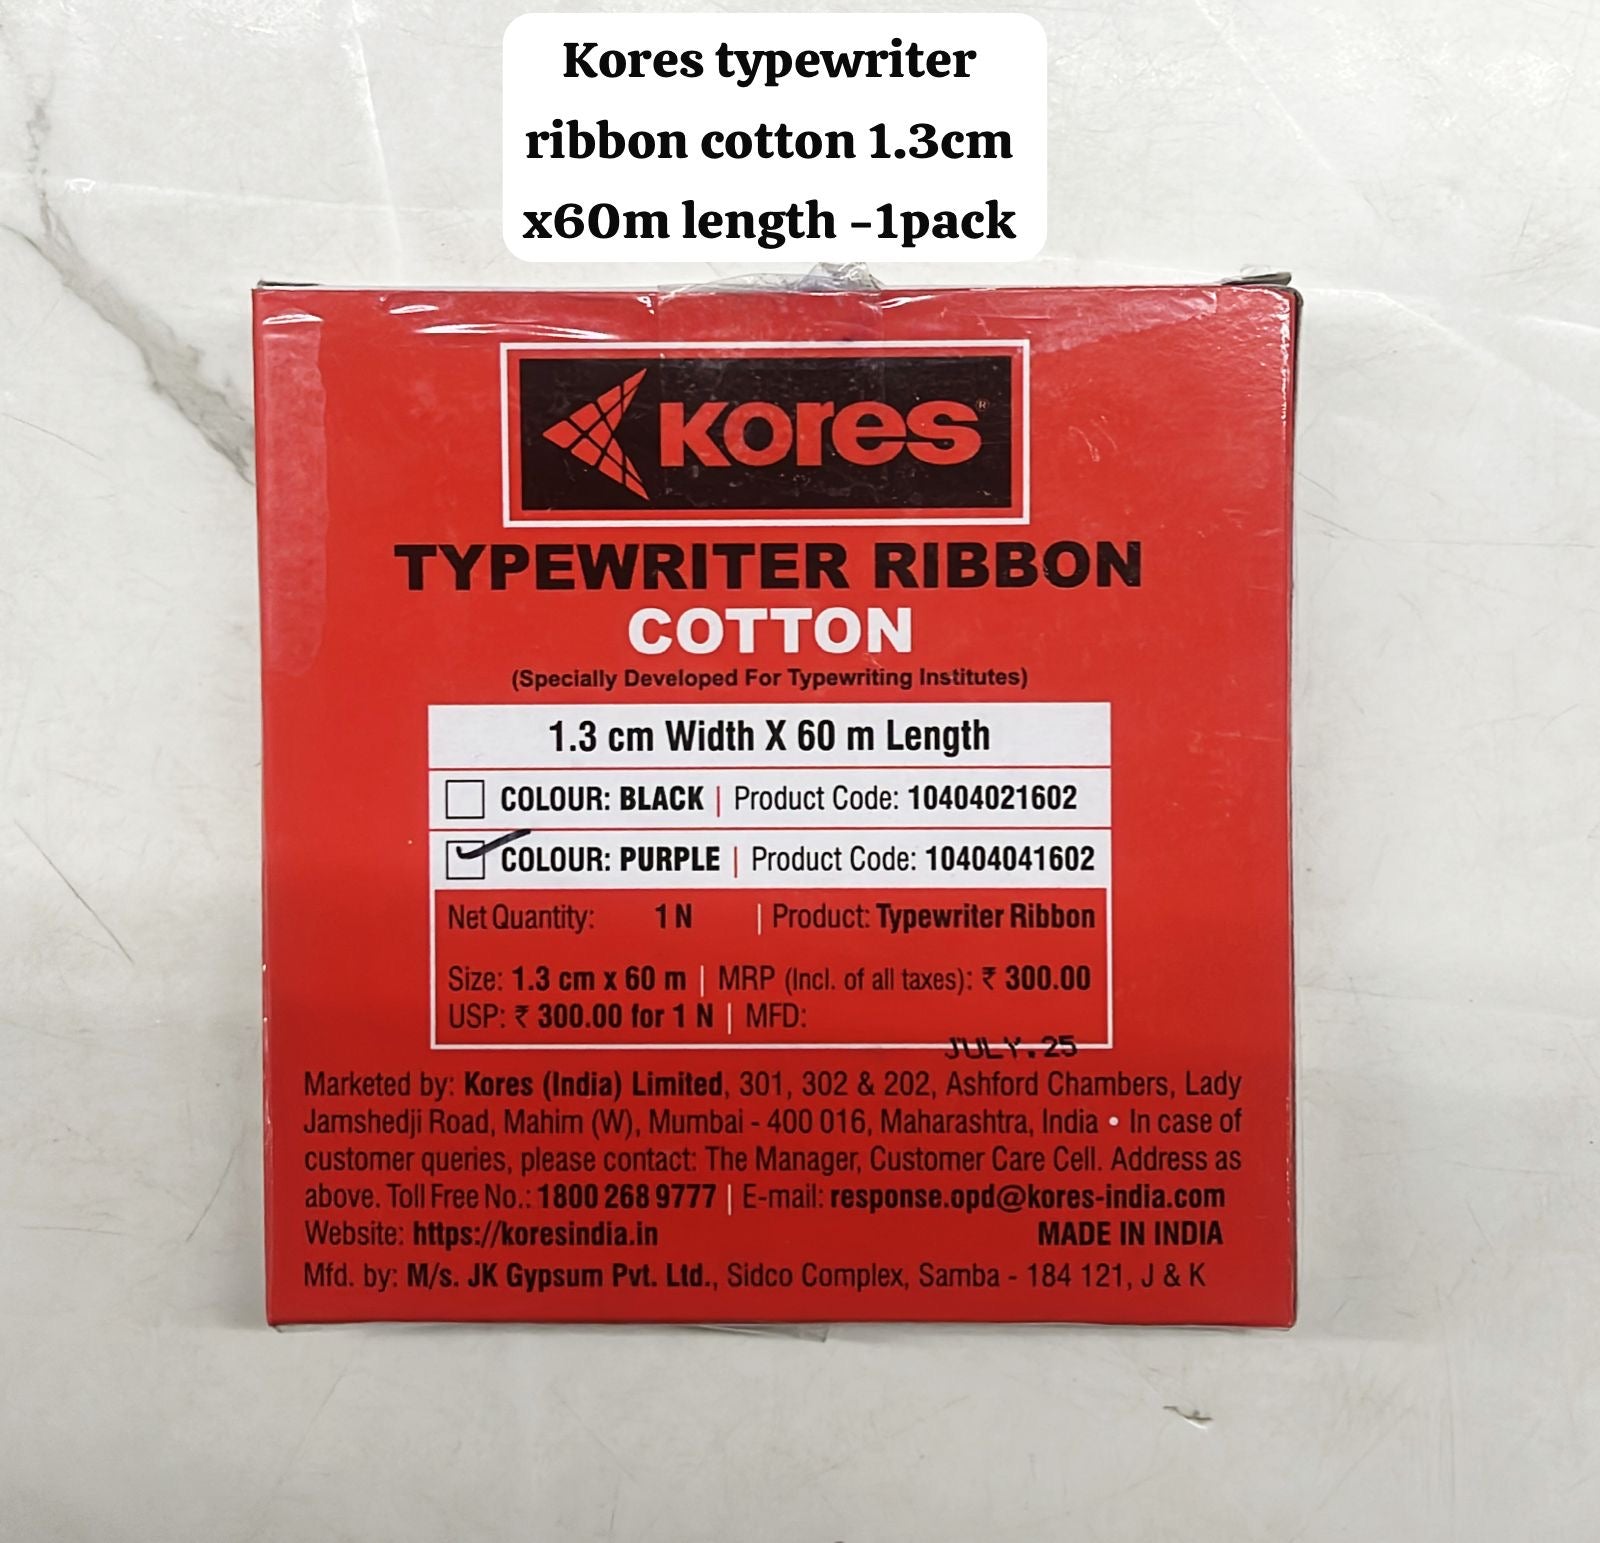 Kores typewriter
ribbon cotton 1.3cm
x60m length -1pack
Kores®
TYPEWRITER RIBBON
COTTON
(Specially Developed For Typewriting Institutes)
1.3 cm Width X 60 m Length
COLOUR: BLACK | Product Code: 10404021602
COLOUR: PURPLE | Product Code: 10404041602
Net Quantity: 1 N | Product: Typewriter Ribbon
Size: 1.3 cm x 60 m | MRP (Incl. of all taxes): ₹ 300.00
USP: ₹ 300.00 for 1 N | MFD:
JULY.25
Marketed by: Kores (India) Limited, 301, 302 & 202, Ashford Chambers, Lady
Jamshedji Road, Mahim (W), Mumbai - 400 016, Maharashtra, India • In case of
customer queries, please contact: The Manager, Customer Care Cell. Address as
above. Toll Free No.: 1800 268 9777 | E-mail: response.opd@kores-india.com
Website: https://koresindia.in MADE IN INDIA
Mfd. by: M/s. JK Gypsum Pvt. Ltd., Sidco Complex, Samba - 184 121, J & K